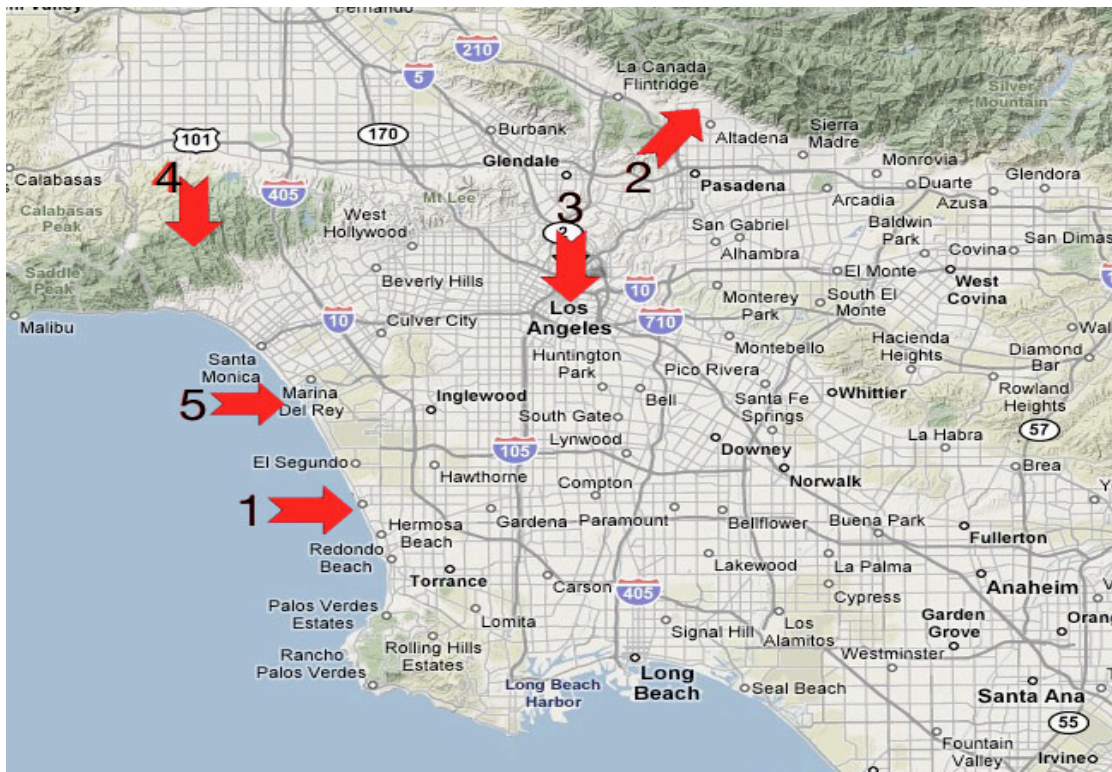 Fernando
210
5
La Canada
Flintridge
Silver
Mountain
170
Burbank
Altadena
Sierra
Madre
101
Glendale
2
Pasadena
Monrovia
Duarte
Glendora
Calabasas
4
405
Mt Lee
3
Arcadia
Azusa
Calabasas
Peak
West
Hollywood
2
San Gabriel
Alhambra
Baldwin
Park
Covina
San Dimas
Saddle
Peak
Beverly Hills
10
El Monte
West
Covina
Malibu
10
Culver City
Los
Angeles
710
Monterey
Park
South El
Monte
Santa
Monica
Huntington
Park
Montebello
Hacienda
Heights
Diamond
Bar
5
Marina
Del Rey
Inglewood
Bell
Pico Rivera
Whittier
Rowland
Heights
South Gate
Santa Fe
Springs
57
El Segundo
Hawthorne
105
Lynwood
Downey
La Habra
Brea
Compton
Norwalk
1
Hermosa
Beach
Gardena
Paramount
Bellflower
Buena Park
Fullerton
Redondo
Beach
Torrance
Carson
405
Lakewood
La Palma
Anaheim
Cypress
Palos Verdes
Estates
Lomita
Signal Hill
Los
Alamitos
Garden
Grove
Rancho
Palos Verdes
Rolling Hills
Estates
Long Beach
Harbor
Long
Beach
Westminster
Seal Beach
Santa Ana
55
Fountain
Valley
Irvine